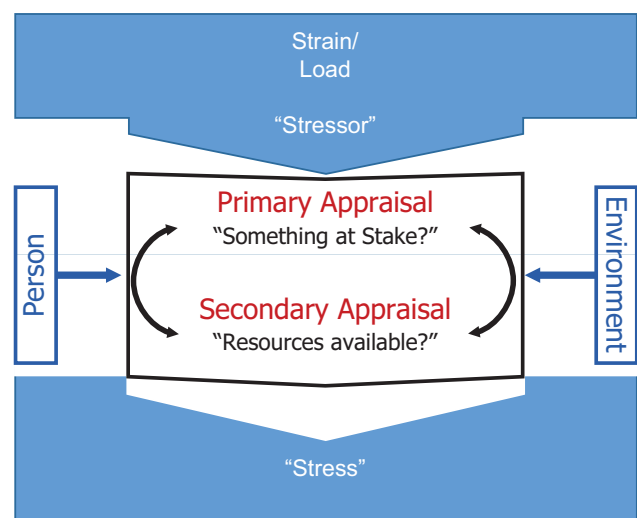 Strain/
Load
“Stressor”
Primary Appraisal
“Something at Stake?”
Person
Environment
Secondary Appraisal
“Resources available?”
“Stress”